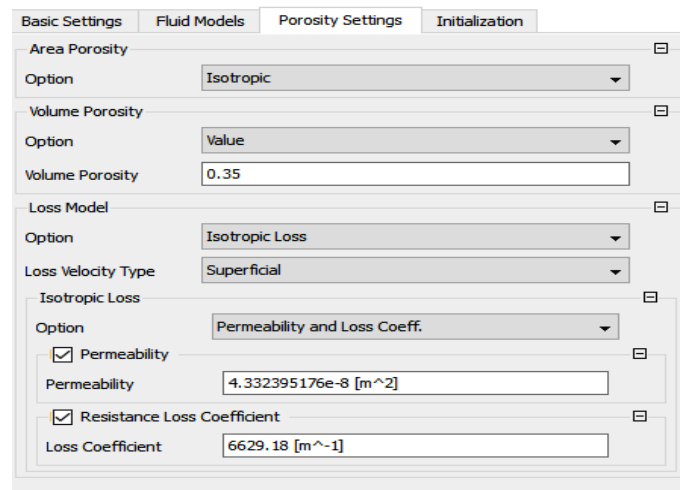 Basic Settings Fluid Models Porosity Settings Initialization
Area Porosity
Option Isotropic
Volume Porosity
Option Value
Volume Porosity 0.35
Loss Model
Option Isotropic Loss
Loss Velocity Type Superficial
Isotropic Loss
Option Permeability and Loss Coeff.
Permeability
Permeability 4.332395176e-8 [m^2]
Resistance Loss Coefficient
Loss Coefficient 6629.18 [m^-1]